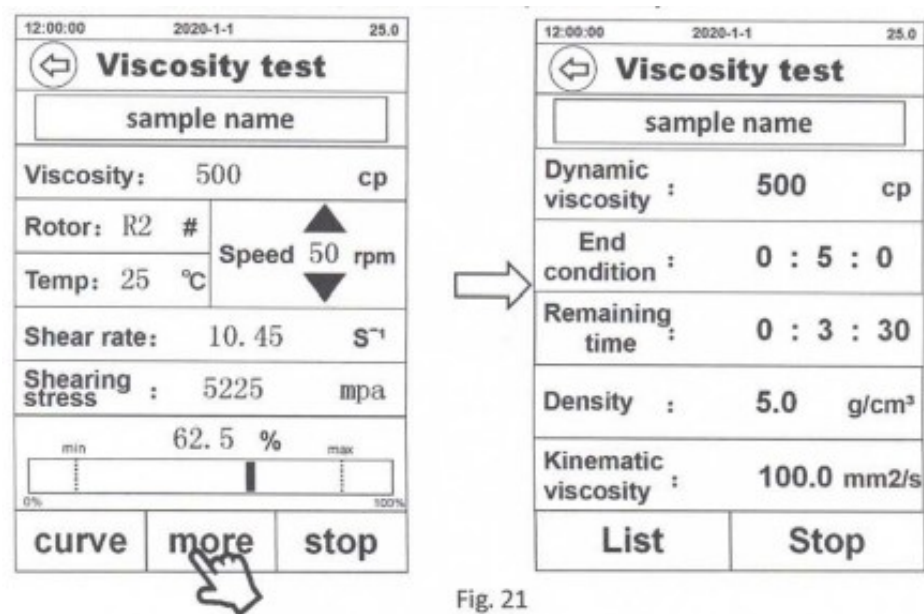 12:00:00 2020-1-1 25.0
Viscosity test
sample name
Viscosity: 500 cp
Rotor: R2 #
Speed 50 rpm
Temp: 25 ℃
Shear rate: 10.45 S⁻¹
Shearing stress : 5225 mpa
62.5 %
min max
0% 100%
curve more stop
12:00:00 2020-1-1 25.0
Viscosity test
sample name
Dynamic viscosity : 500 cp
End condition : 0 : 5 : 0
Remaining time : 0 : 3 : 30
Density : 5.0 g/cm³
Kinematic viscosity : 100.0 mm2/s
List Stop
Fig. 21